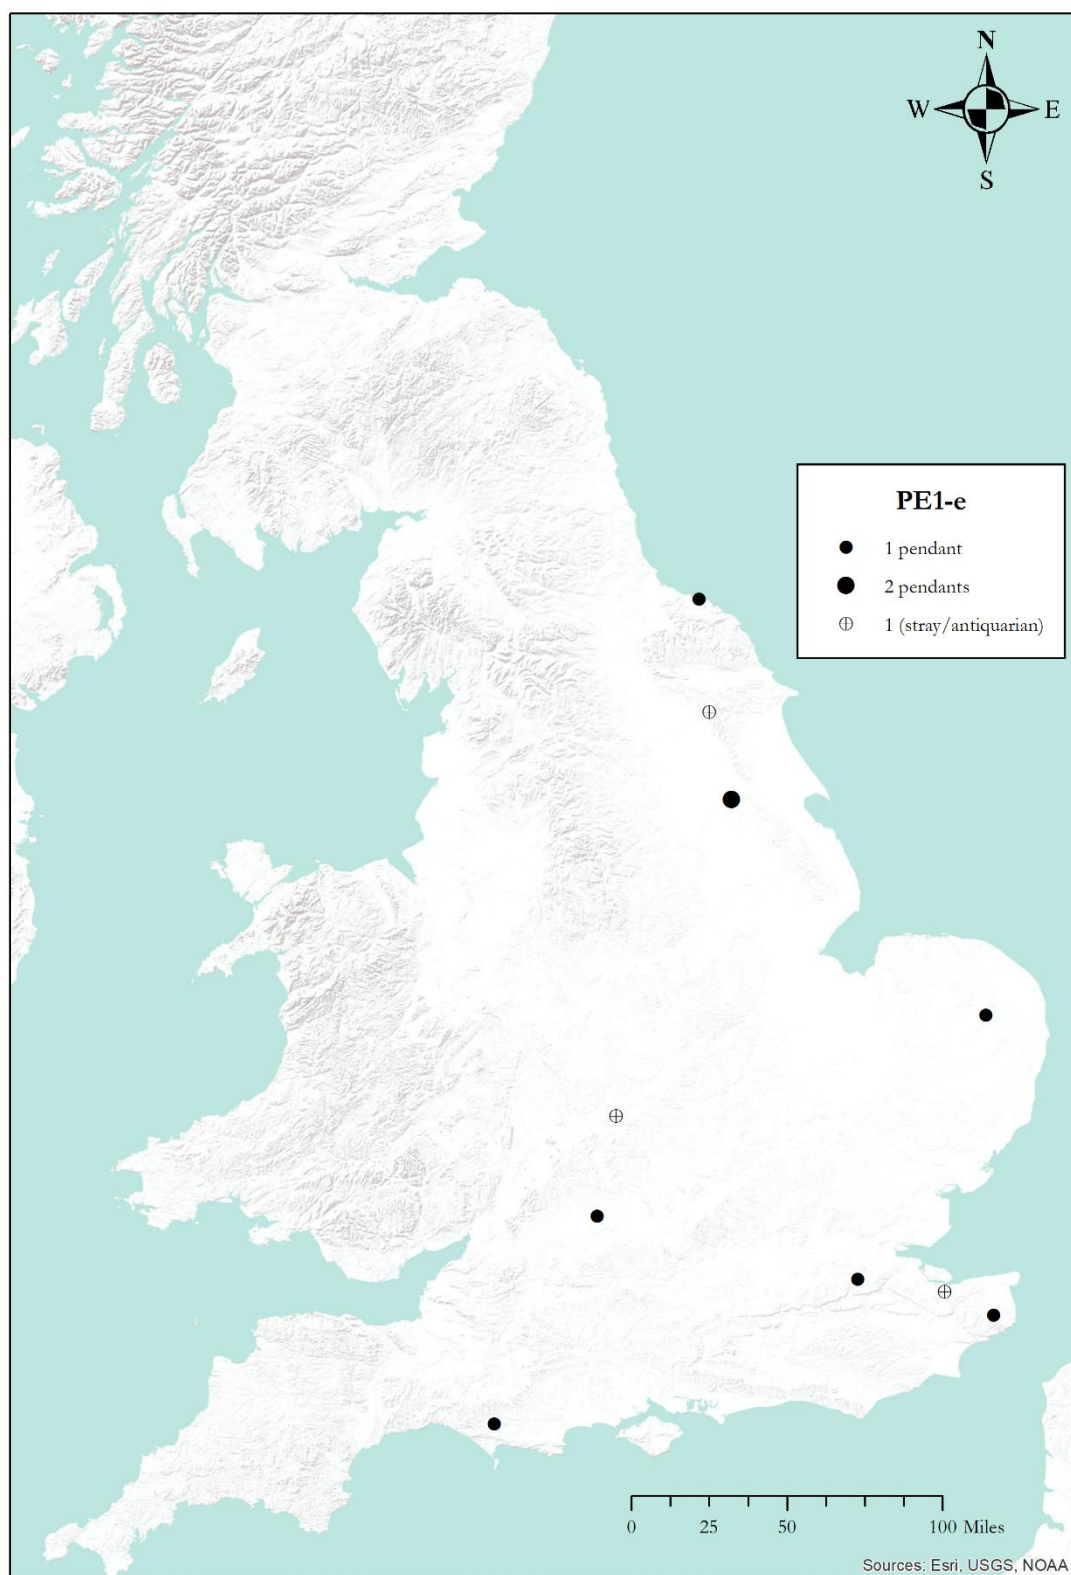 N
W E
S
PE1-e
1 pendant
2 pendants
1 (stray/antiquarian)
0 25 50 100 Miles
Sources: Esri, USGS, NOAA